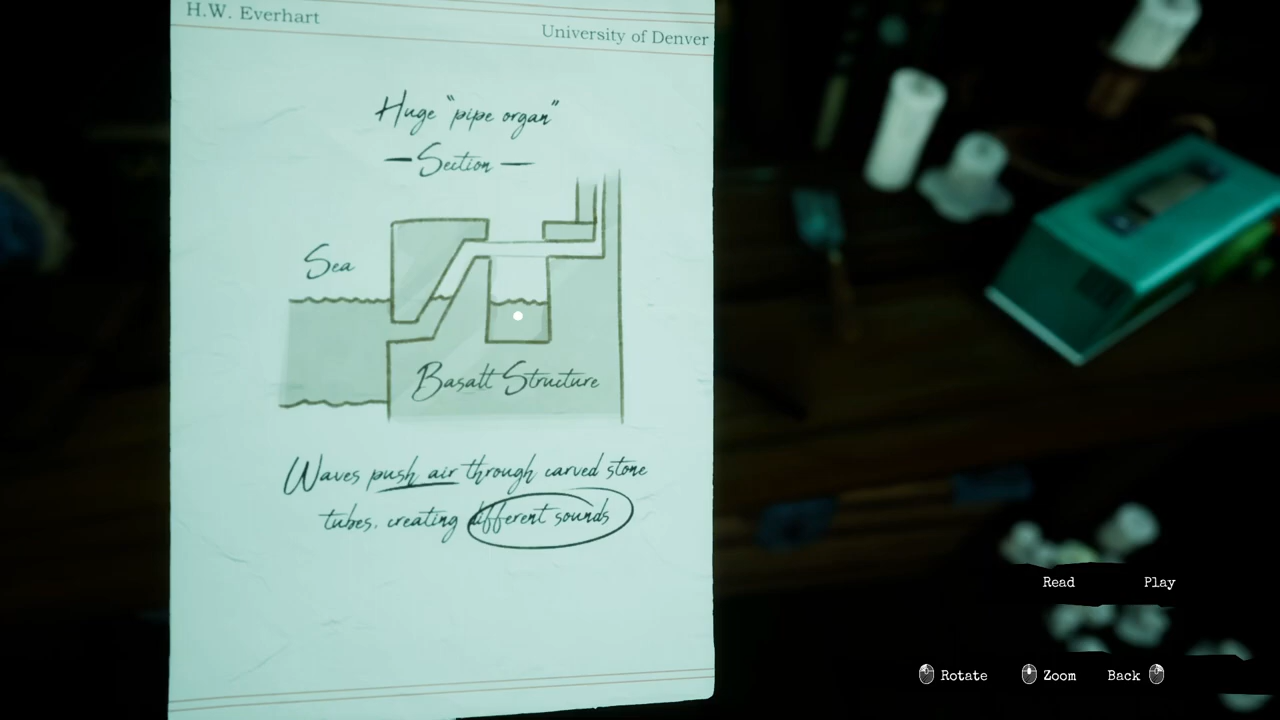 H.W. Everhart
University of Denver
Huge "pipe organ"
— Section —
Sea
Basalt Structure
Waves push air through carved stone
tubes, creating different sounds
Read
Play
Rotate
Zoom
Back